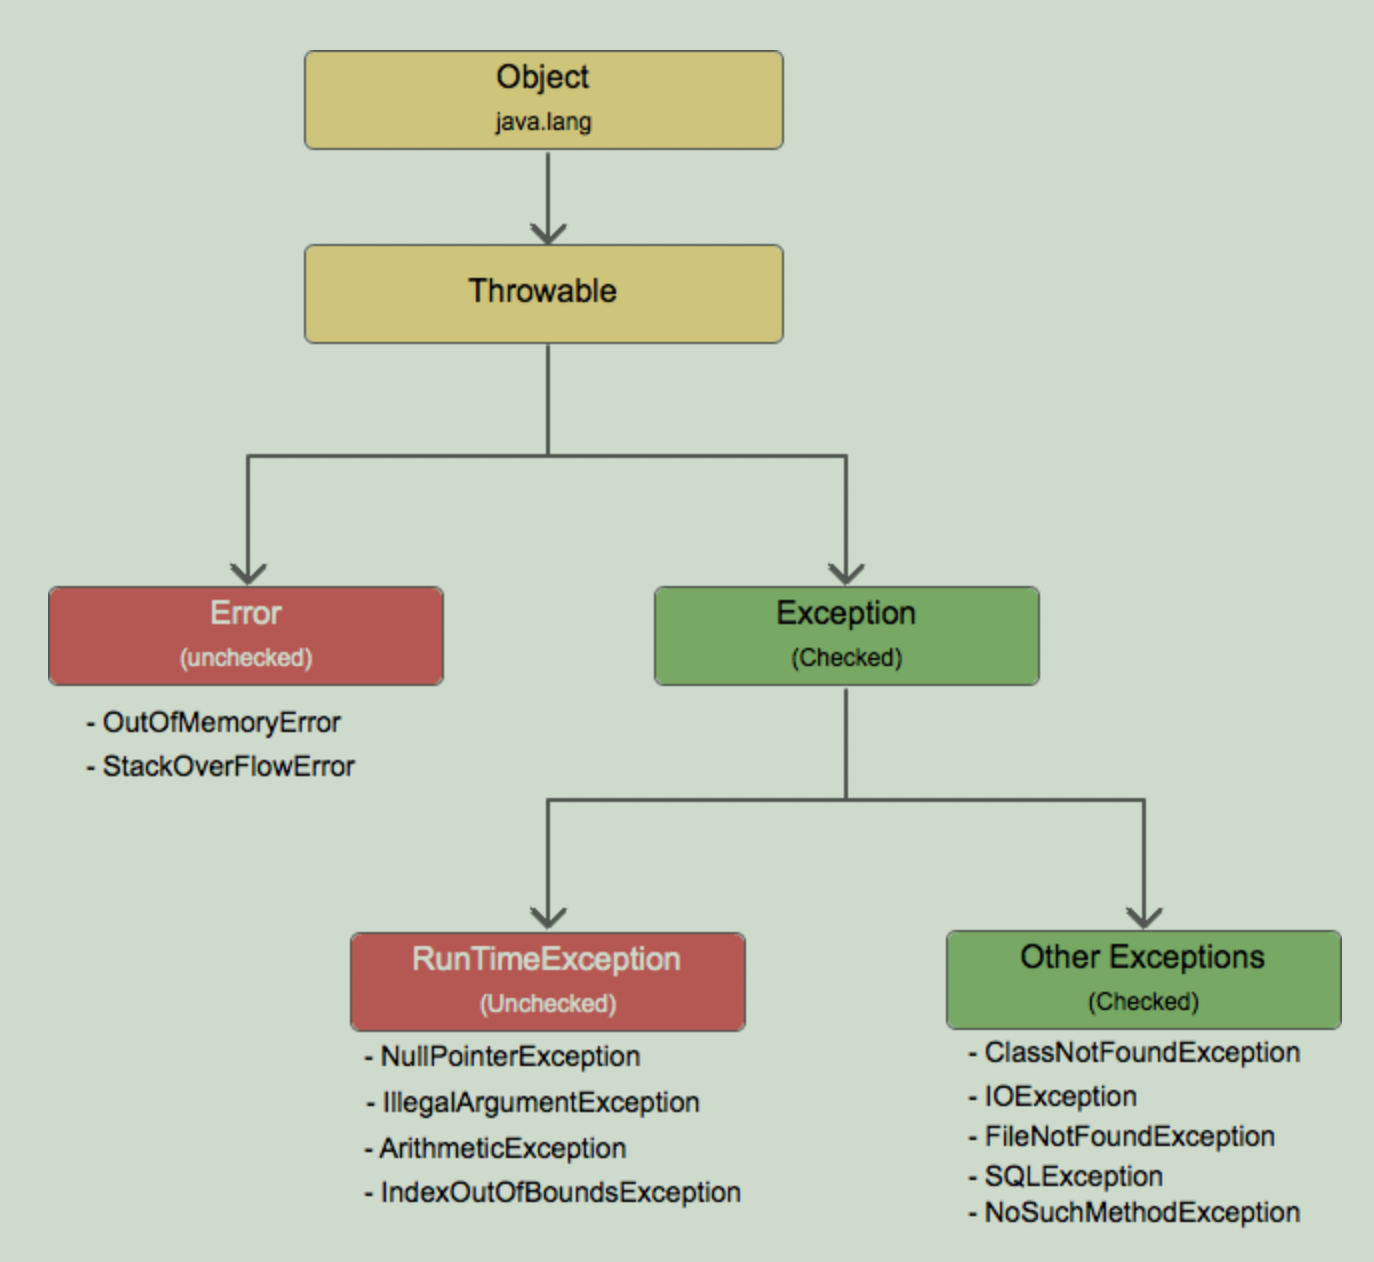 Object
java.lang
Throwable
Error
(unchecked)
- OutOfMemoryError
- StackOverFlowError
Exception
(Checked)
RunTimeException
(Unchecked)
- NullPointerException
- IllegalArgumentException
- ArithmeticException
- IndexOutOfBoundsException
Other Exceptions
(Checked)
- ClassNotFoundException
- IOException
- FileNotFoundException
- SQLException
- NoSuchMethodException